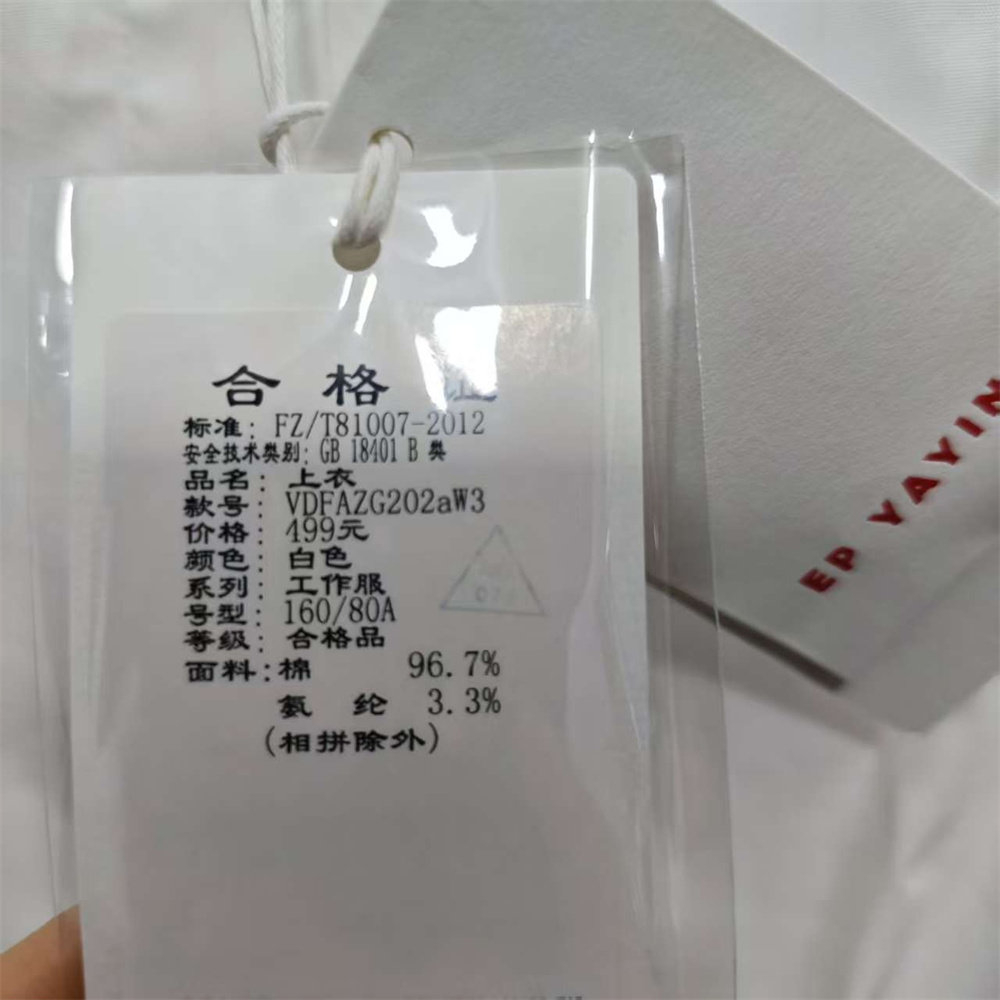 合格证
标准: FZ/T81007-2012
安全技术类别: GB 18401 B 类
品名: 上衣
款号: VDFAZG202aW3
价格: 499元
颜色: 白色
系列: 工作服
号型: 160/80A
等级: 合格品
面料: 棉 96.7%
氨纶 3.3%
(相拼除外)
07
EP YAYIN